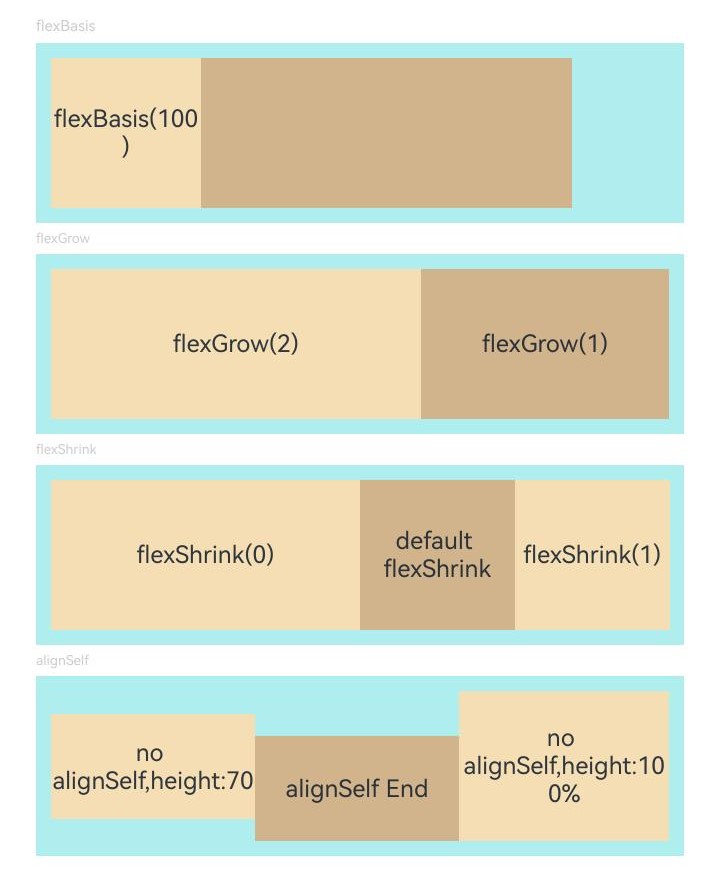 flexBasis
flexBasis(100
)
flexGrow
flexGrow(2)
flexGrow(1)
flexShrink
flexShrink(0)
default
flexShrink
flexShrink(1)
alignSelf
no
alignSelf,height:70
alignSelf End
no
alignSelf,height:10
0%